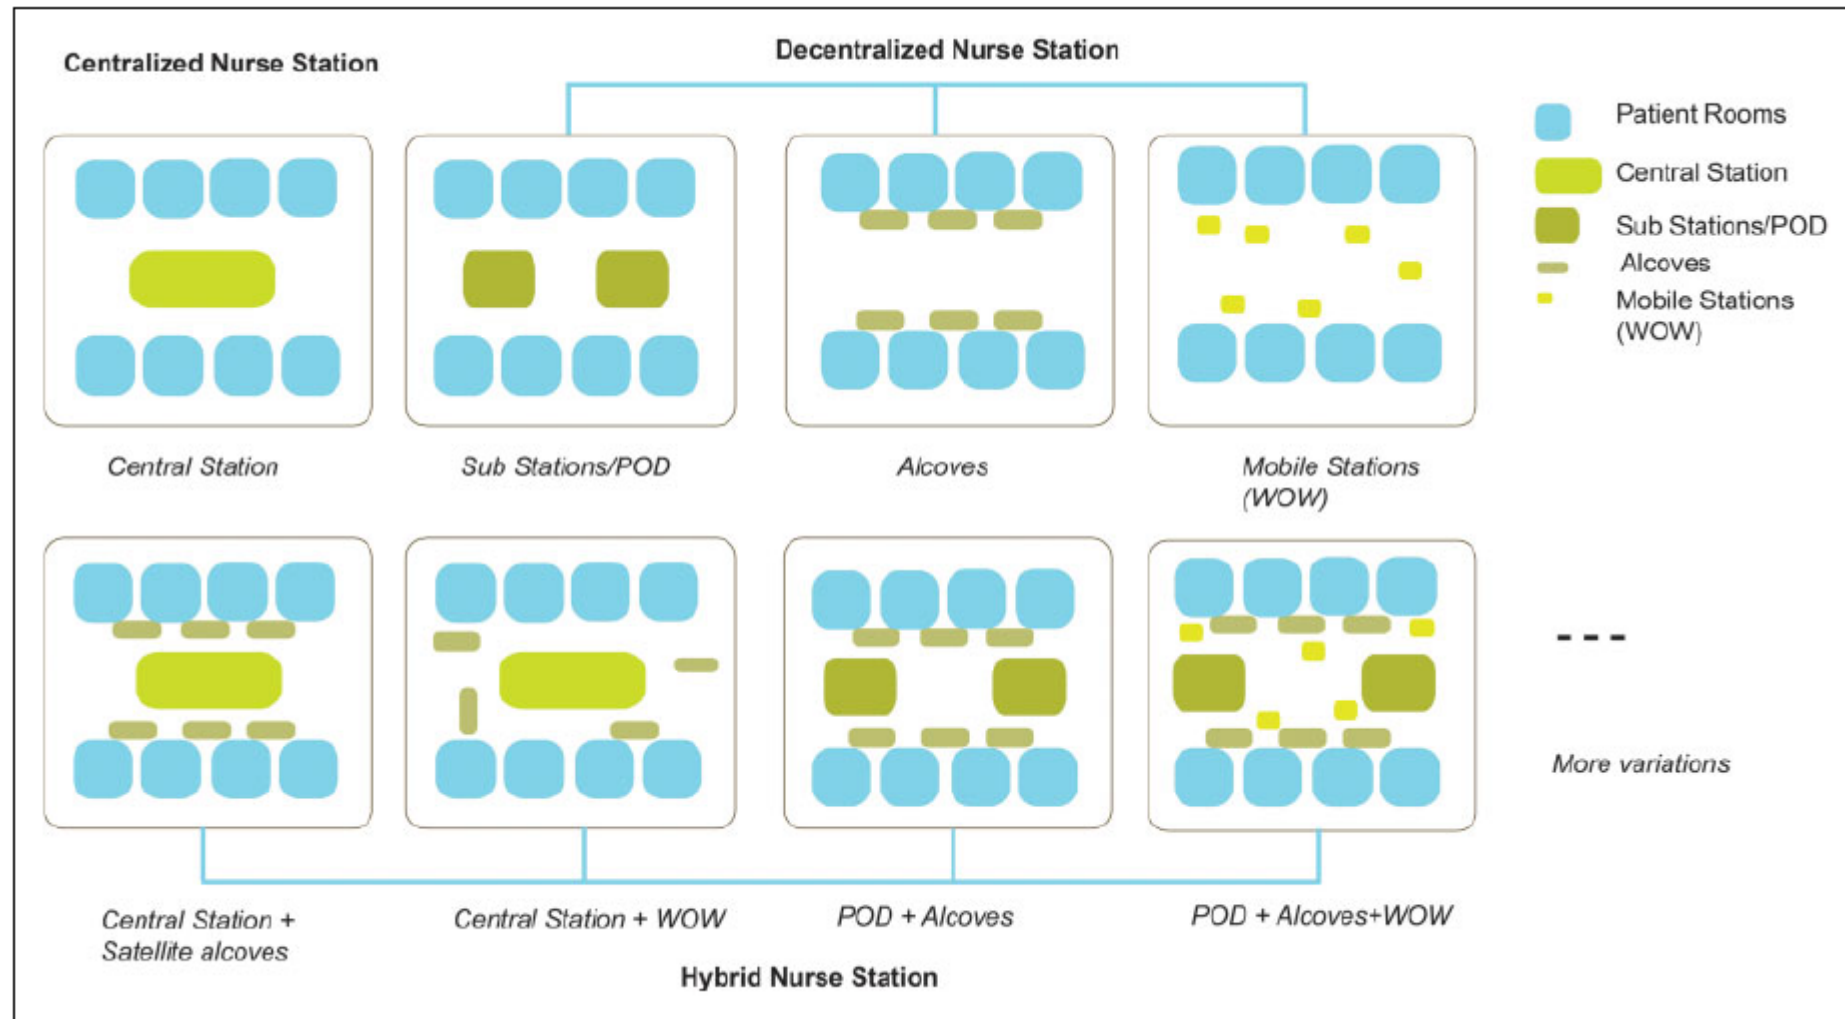 Centralized Nurse Station
Decentralized Nurse Station
Patient Rooms
Central Station
Sub Stations/POD
Alcoves
Mobile Stations
(WOW)
Central Station
Sub Stations/POD
Alcoves
Mobile Stations
(WOW)
- - -
More variations
Central Station +
Satellite alcoves
Central Station + WOW
POD + Alcoves
POD + Alcoves+WOW
Hybrid Nurse Station